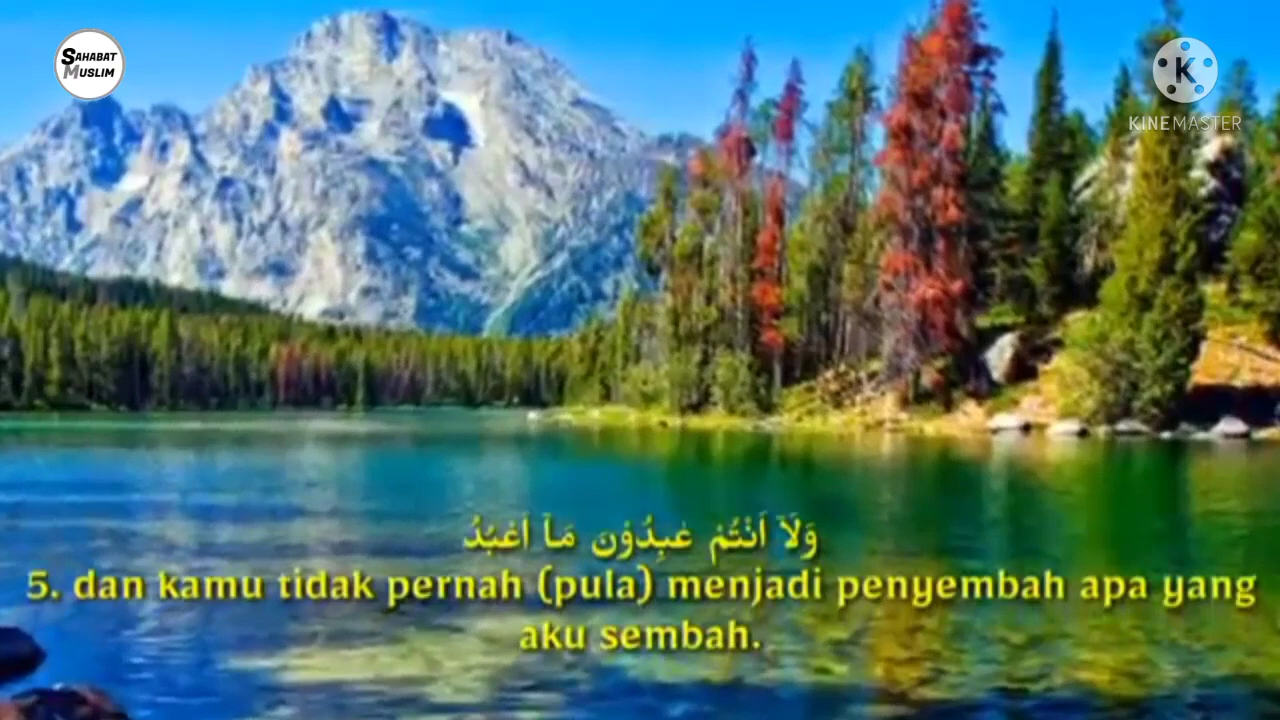 SAHABAT
MUSLIM
K
KINEMASTER
وَلَآ اَنْتُمْ عٰبِدُوْنَ مَآ اَعْبُدُ
5. dan kamu tidak pernah (pula) menjadi penyembah apa yang
aku sembah.